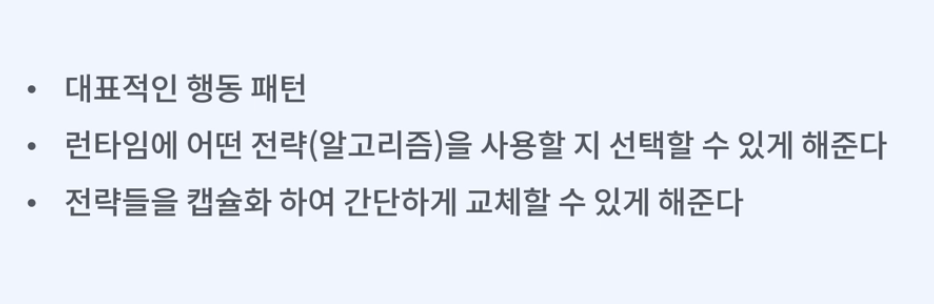 • 대표적인 행동 패턴
• 런타임에 어떤 전략(알고리즘)을 사용할 지 선택할 수 있게 해준다
• 전략들을 캡슐화 하여 간단하게 교체할 수 있게 해준다